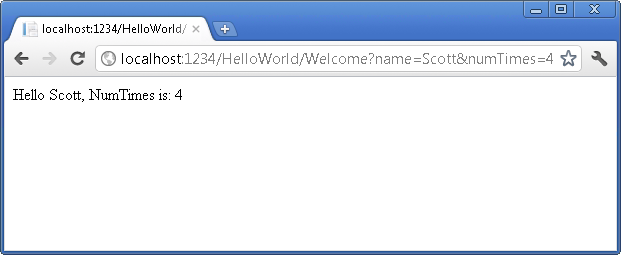 localhost:1234/HelloWorld/
localhost:1234/HelloWorld/Welcome?name=Scott&numTimes=4
Hello Scott, NumTimes is: 4